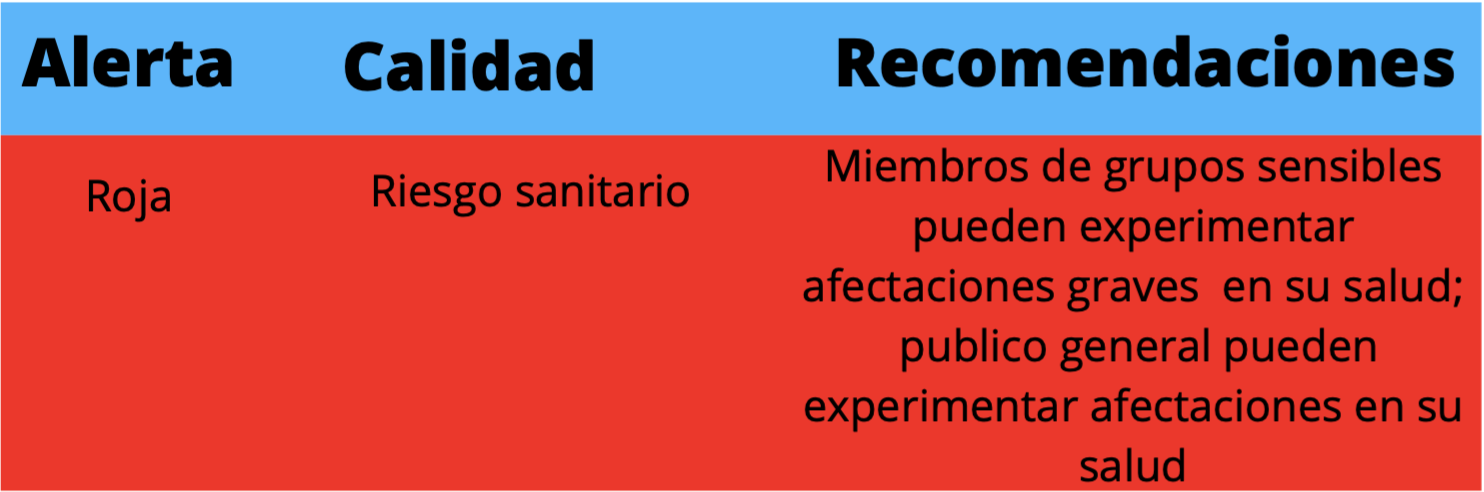 Alerta Calidad Recomendaciones
Roja Riesgo sanitario
Miembros de grupos sensibles
pueden experimentar
afectaciones graves  en su salud;
publico general pueden
experimentar afectaciones en su
salud